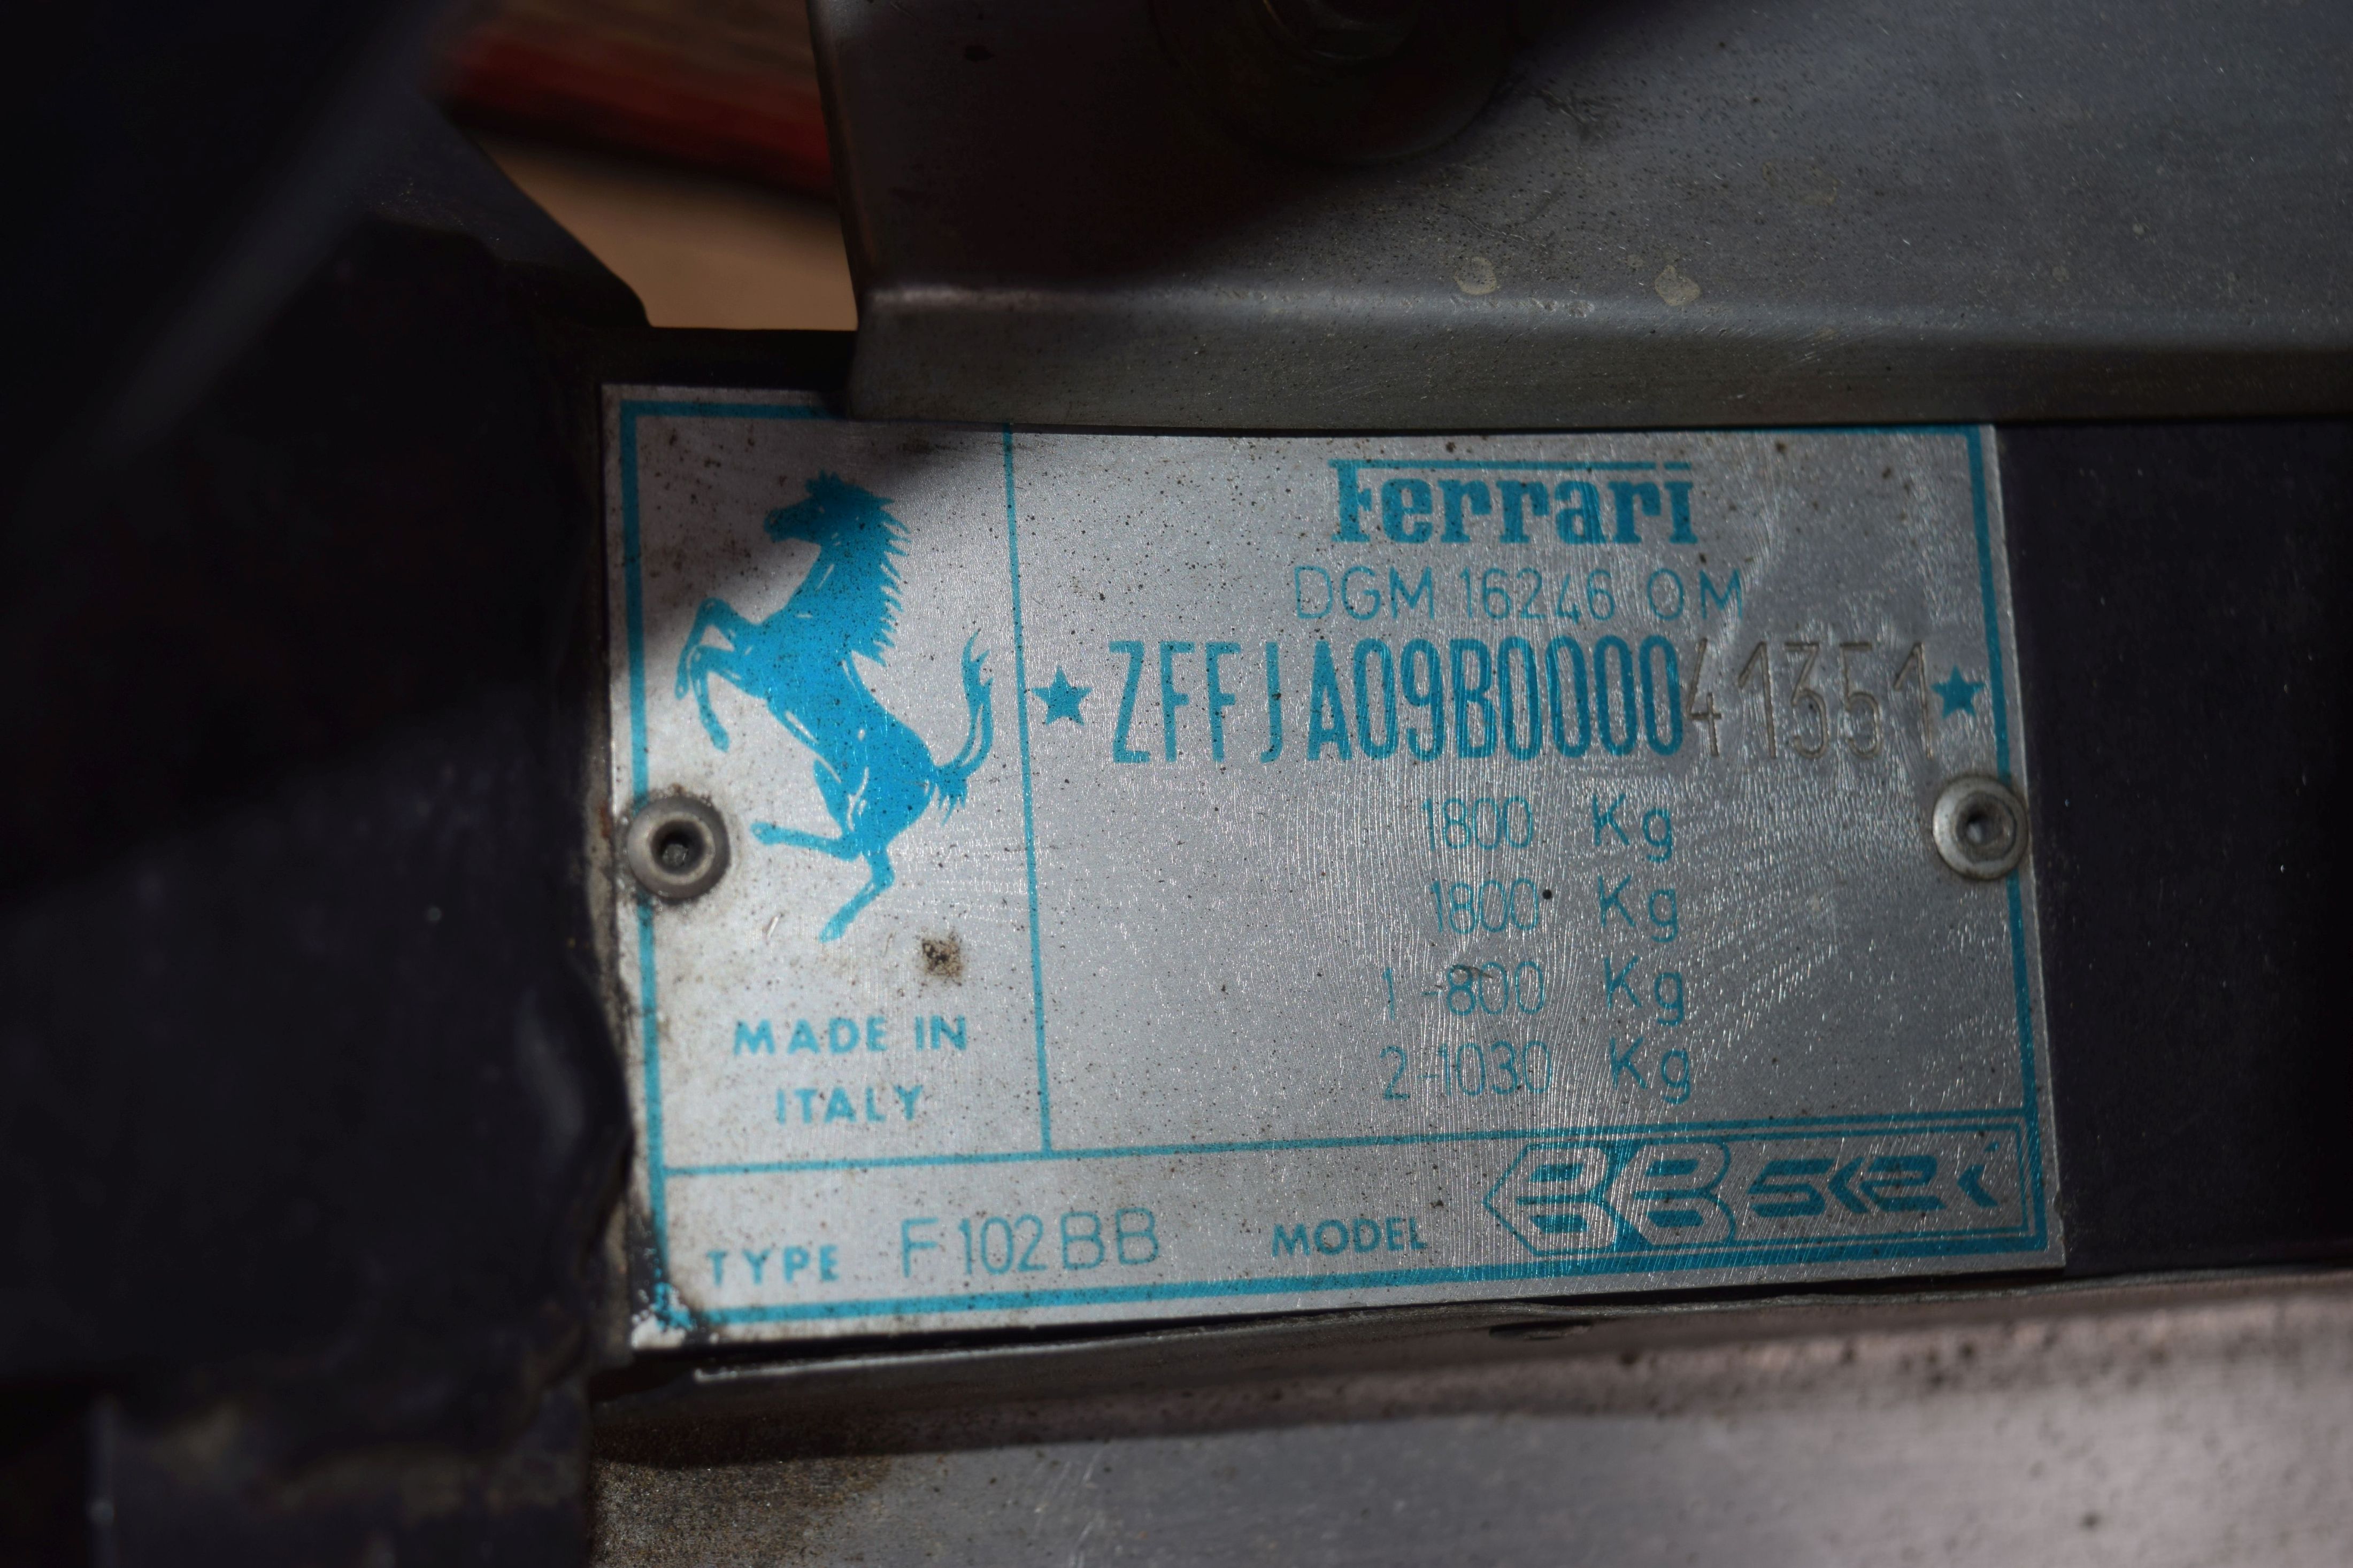 Ferrari
DGM 16246 OM
★ZFFJA09B000041351★
1800 Kg
1800 Kg
1-800 Kg
2-1030 Kg
MADE IN
ITALY
TYPE F102BB MODEL BB 512i